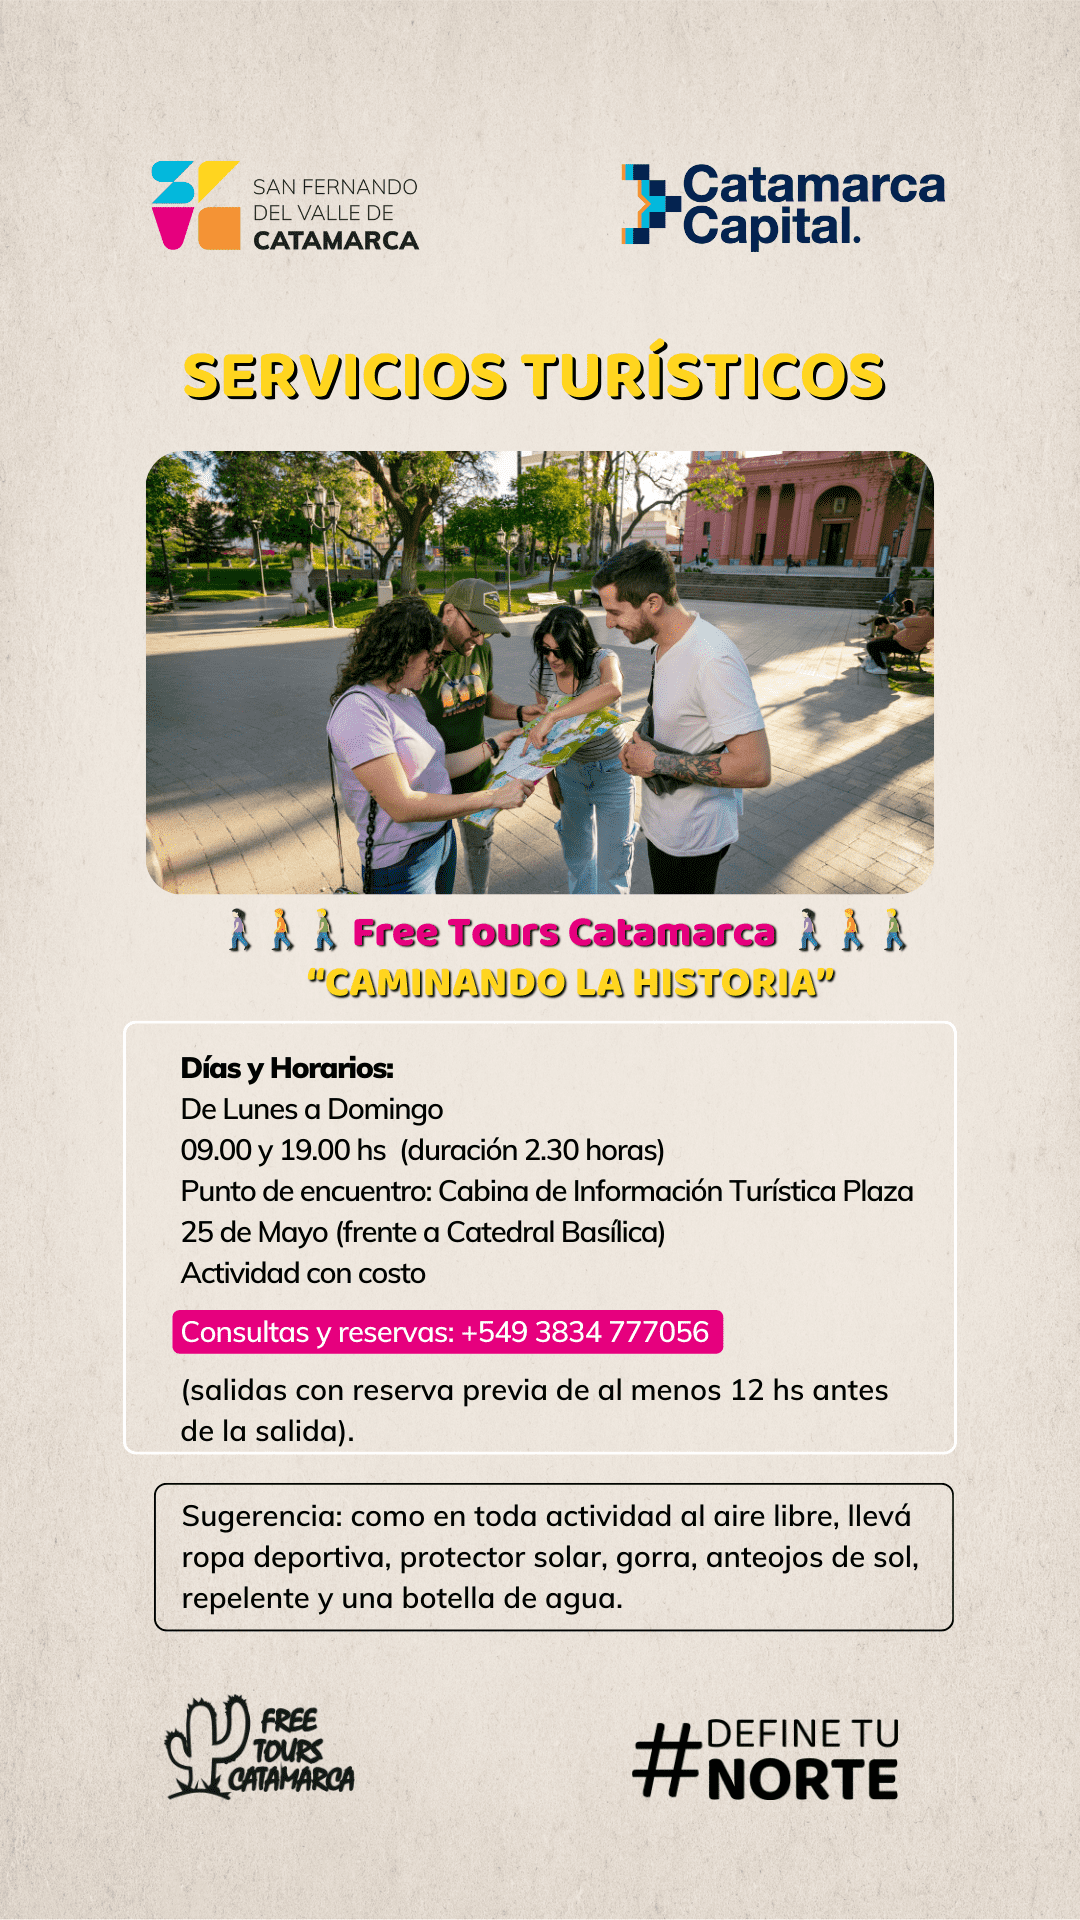 SAN FERNANDO
DEL VALLE DE
CATAMARCA
Catamarca
Capital.
SERVICIOS TURÍSTICOS
Free Tours Catamarca
“CAMINANDO LA HISTORIA”
Días y Horarios:
De Lunes a Domingo
09.00 y 19.00 hs (duración 2.30 horas)
Punto de encuentro: Cabina de Información Turística Plaza
25 de Mayo (frente a Catedral Basílica)
Actividad con costo
Consultas y reservas: +549 3834 777056
(salidas con reserva previa de al menos 12 hs antes
de la salida).
Sugerencia: como en toda actividad al aire libre, llevá
ropa deportiva, protector solar, gorra, anteojos de sol,
repelente y una botella de agua.
FREE
TOURS
CATAMARCA
#DEFINE TU
NORTE